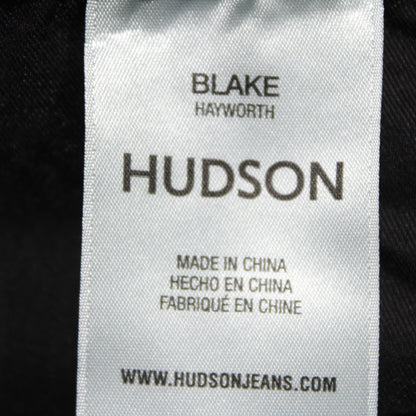 BLAKE
HAYWORTH
HUDSON
MADE IN CHINA
HECHO EN CHINA
FABRIQUÉ EN CHINE
WWW.HUDSONJEANS.COM